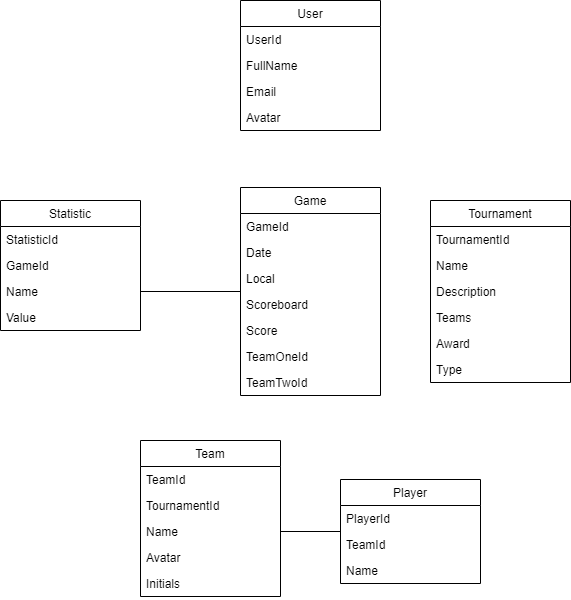 User
UserId
FullName
Email
Avatar
Statistic
StatisticId
GameId
Name
Value
Game
GameId
Date
Local
Scoreboard
Score
TeamOneId
TeamTwoId
Tournament
TournamentId
Name
Description
Teams
Award
Type
Team
TeamId
TournamentId
Name
Avatar
Initials
Player
PlayerId
TeamId
Name